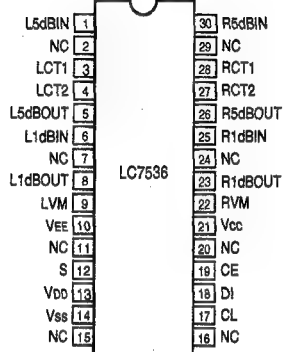 L5dBIN 1 30 R5dBIN
NC 2 29 NC
LCT1 3 28 RCT1
LCT2 4 27 RCT2
L5dBOUT 5 26 R5dBOUT
L1dBIN 6 25 R1dBIN
NC 7 24 NC
LC7536
L1dBOUT 8 23 R1dBOUT
LVM 9 22 RVM
VEE 10 21 Vcc
NC 11 20 NC
S 12 19 CE
VDD 13 18 DI
Vss 14 17 CL
NC 15 16 NC